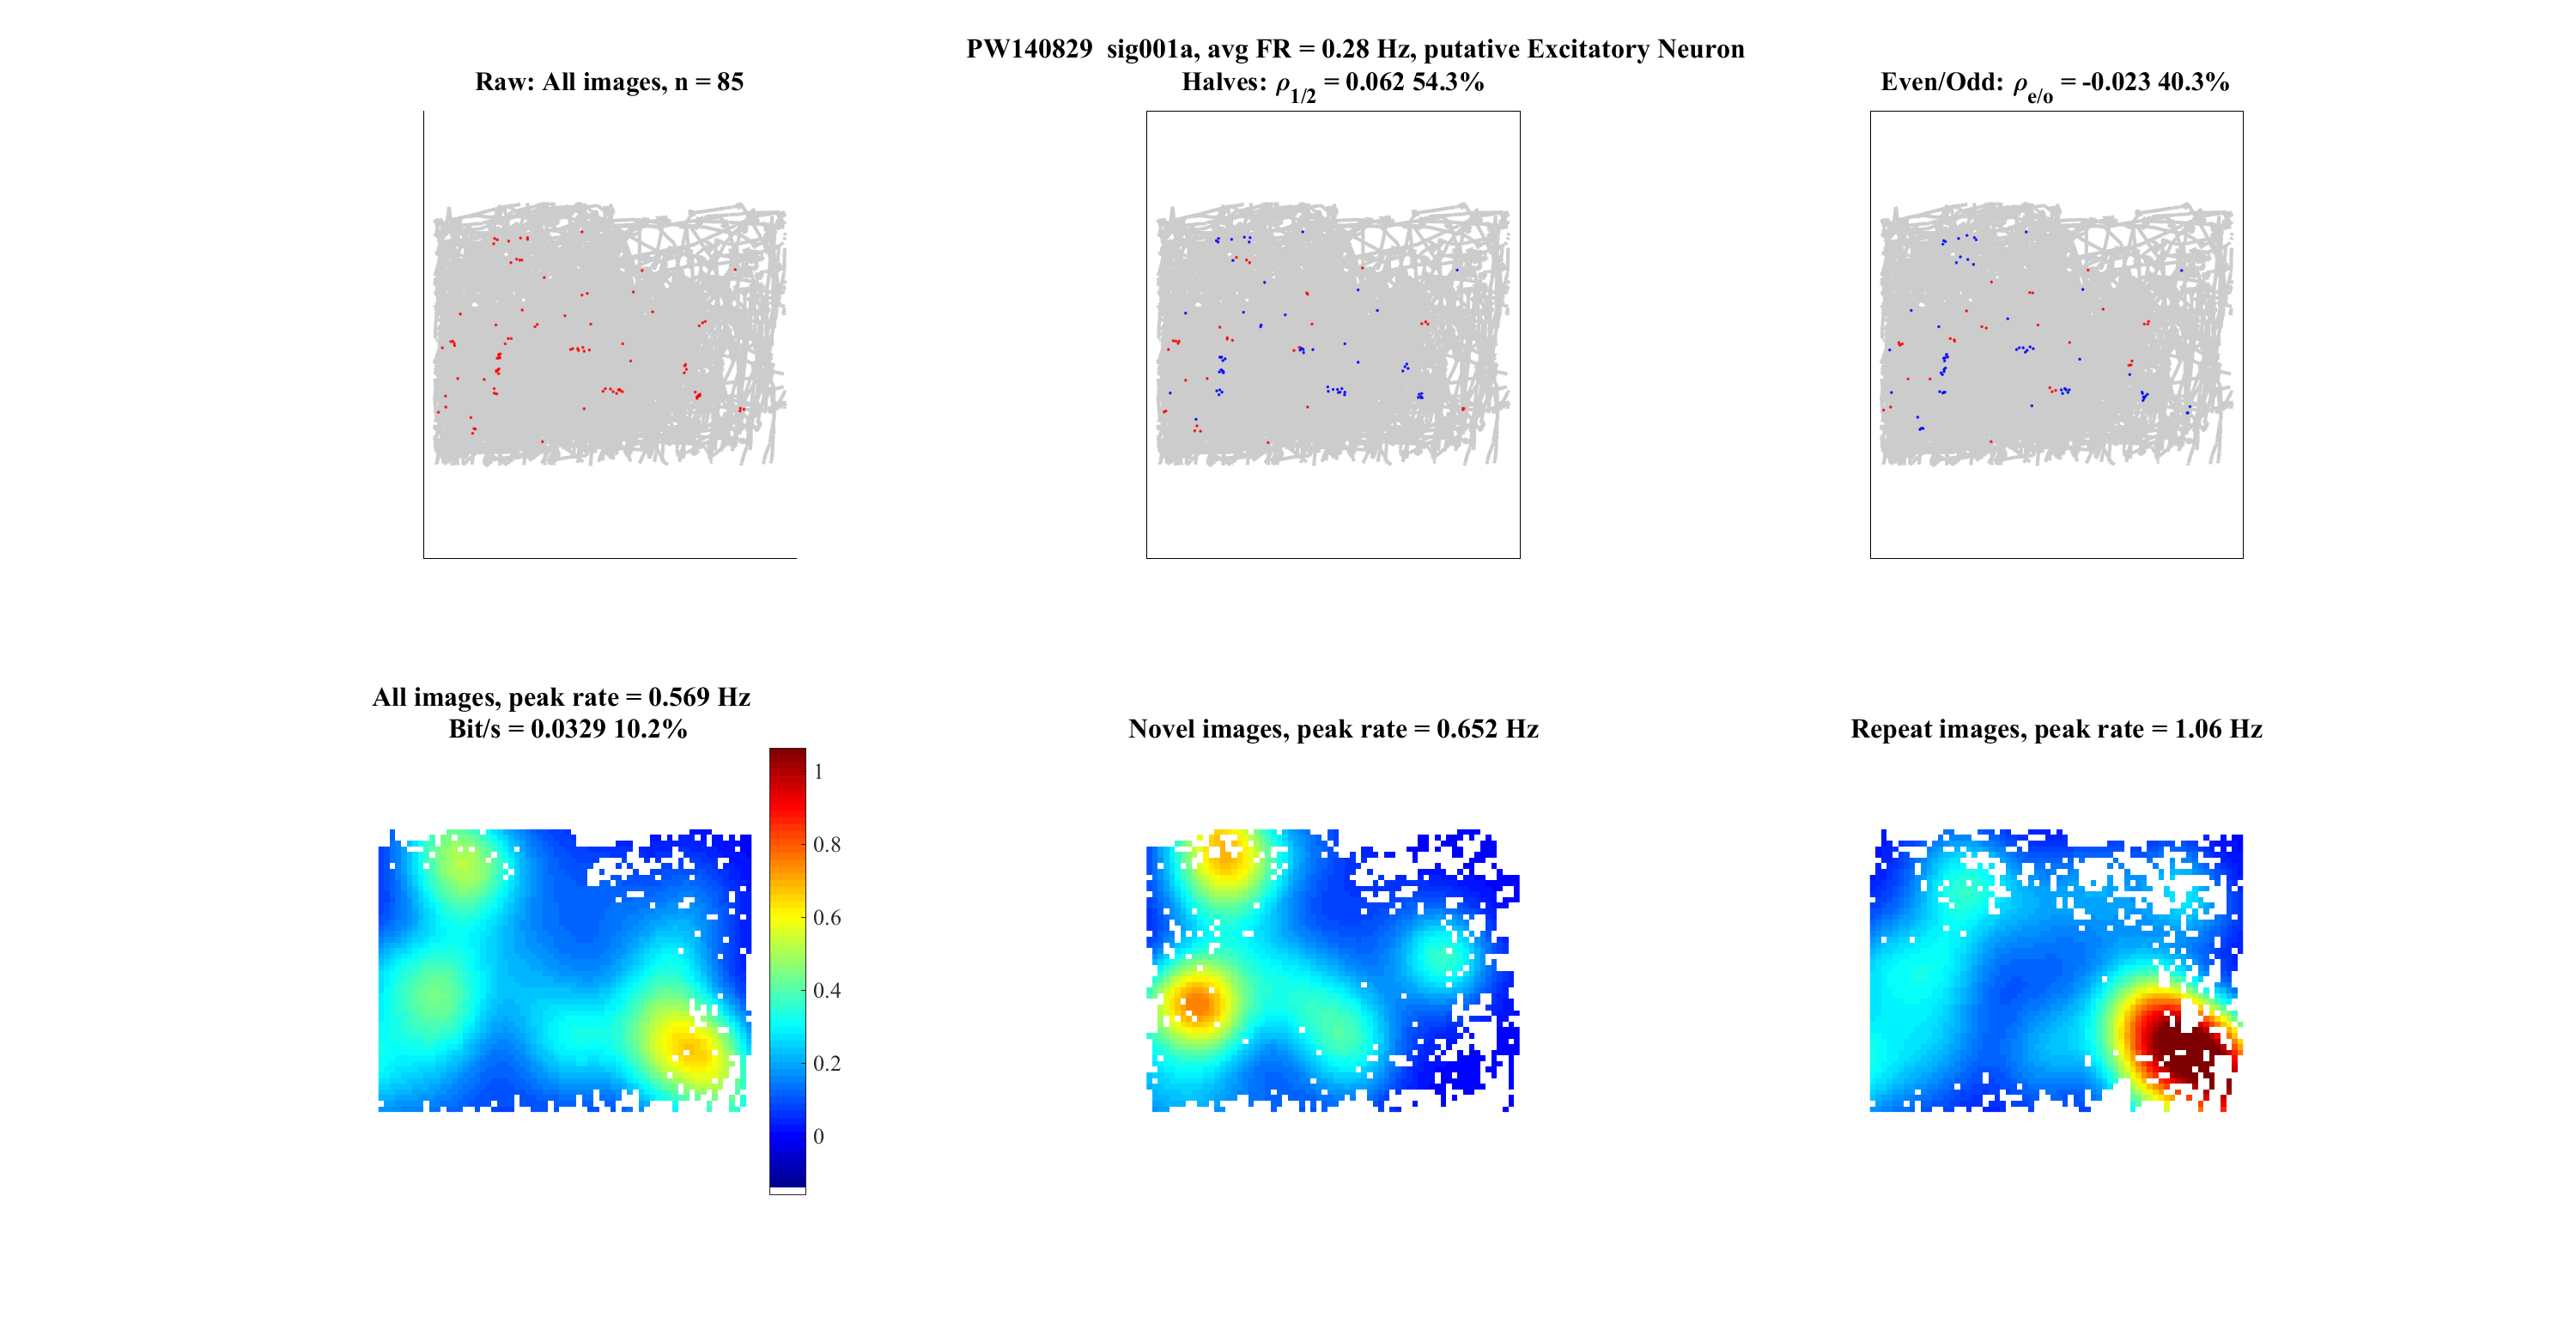 PW140829  sig001a, avg FR = 0.28 Hz, putative Excitatory Neuron
Raw: All images, n = 85
Halves: ρ1/2 = 0.062 54.3%
Even/Odd: ρe/o = -0.023 40.3%
All images, peak rate = 0.569 Hz
Bit/s = 0.0329 10.2%
Novel images, peak rate = 0.652 Hz
Repeat images, peak rate = 1.06 Hz
1
0.8
0.6
0.4
0.2
0